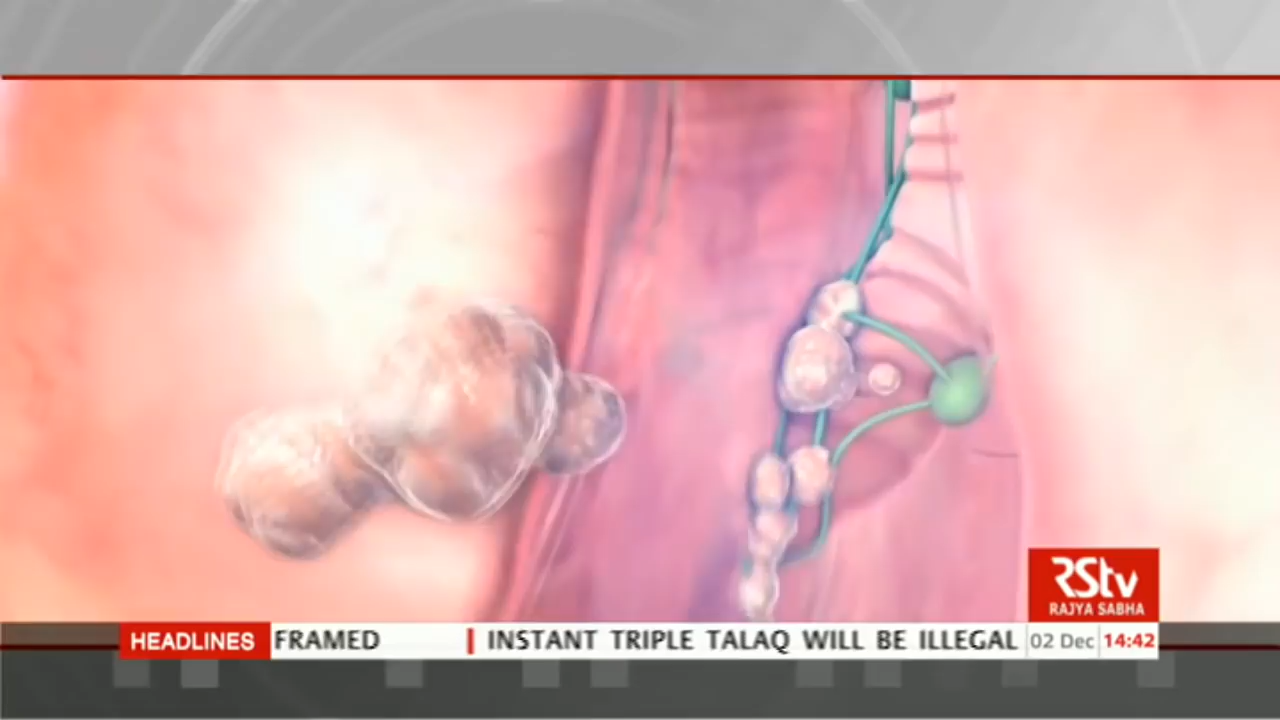 RStv
RAJYA SABHA
HEADLINES FRAMED | INSTANT TRIPLE TALAQ WILL BE ILLEGAL 02 Dec 14:42